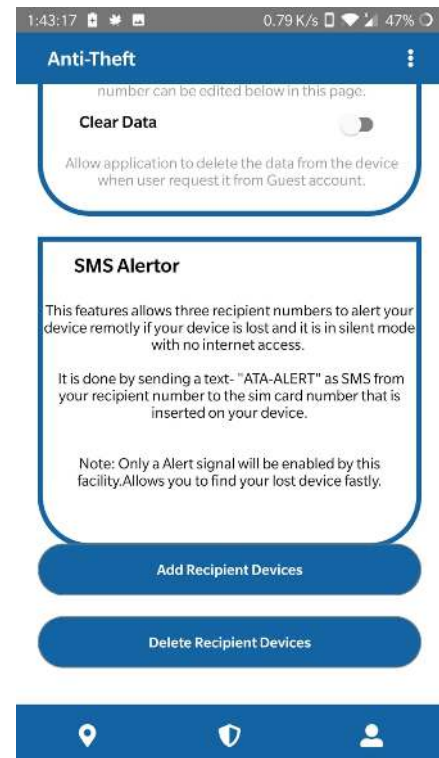 1:43:17 0.79 K/s 47%
Anti-Theft
number can be edited below in this page.
Clear Data
Allow application to delete the data from the device
when user request it from Guest account.
SMS Alertor
This features allows three recipient numbers to alert your
device remotly if your device is lost and it is in silent mode
with no internet access.
It is done by sending a text- "ATA-ALERT" as SMS from
your recipient number to the sim card number that is
inserted on your device.
Note: Only a Alert signal will be enabled by this
facility.Allows you to find your lost device fastly.
Add Recipient Devices
Delete Recipient Devices